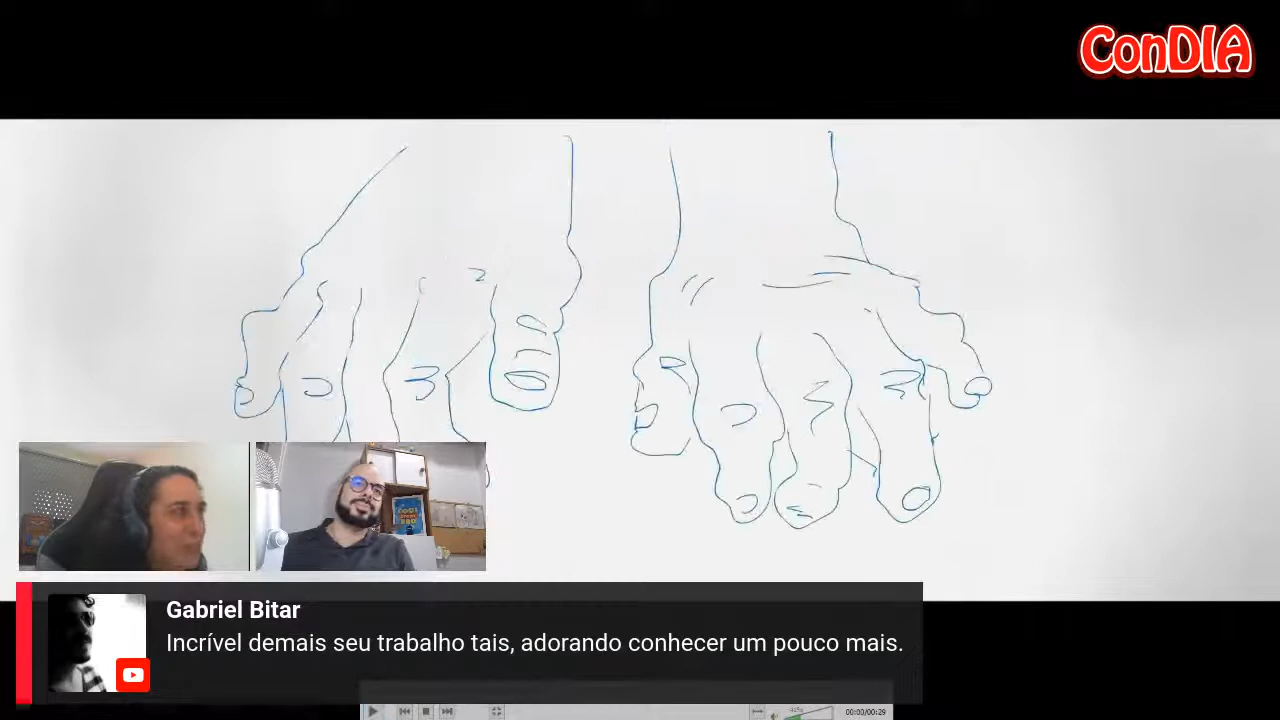 ConDIA
Gabriel Bitar
Incrível demais seu trabalho tais, adorando conhecer um pouco mais.
00:00/00:29